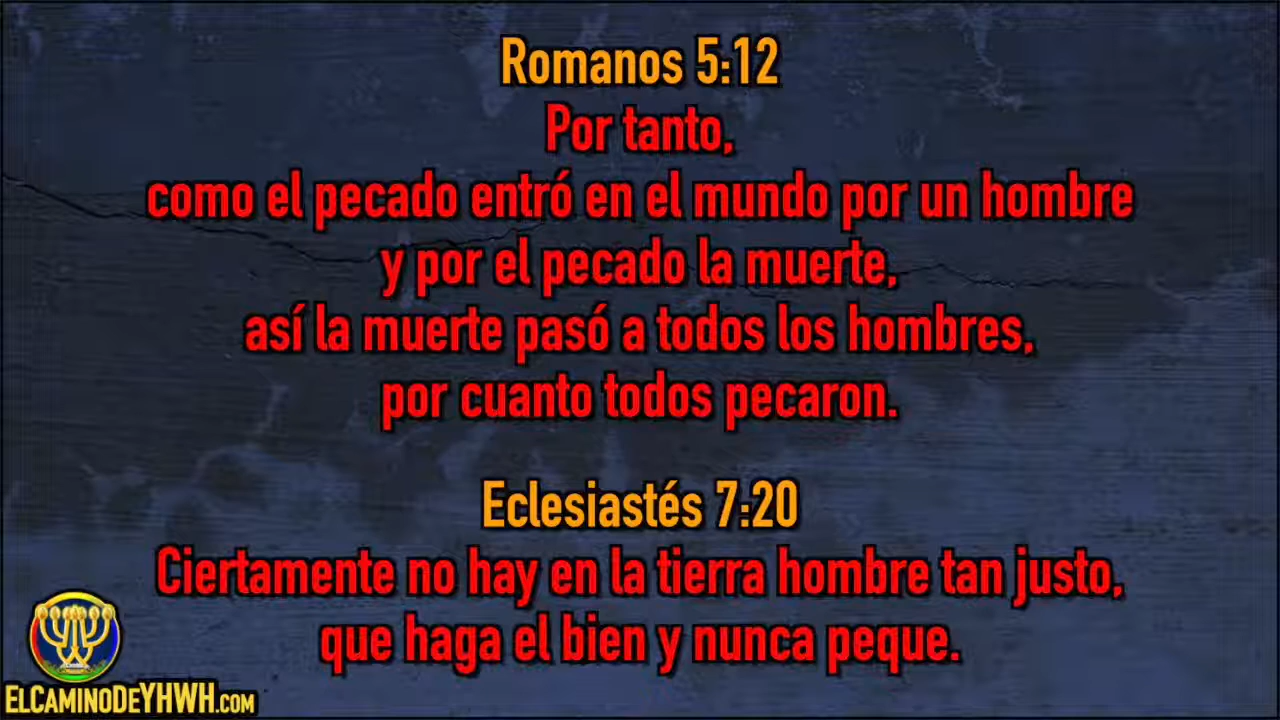 Romanos 5:12
Por tanto,
como el pecado entró en el mundo por un hombre
y por el pecado la muerte,
así la muerte pasó a todos los hombres,
por cuanto todos pecaron.
Eclesiastés 7:20
Ciertamente no hay en la tierra hombre tan justo,
que haga el bien y nunca peque.
ELCAMINODEYHWH.COM